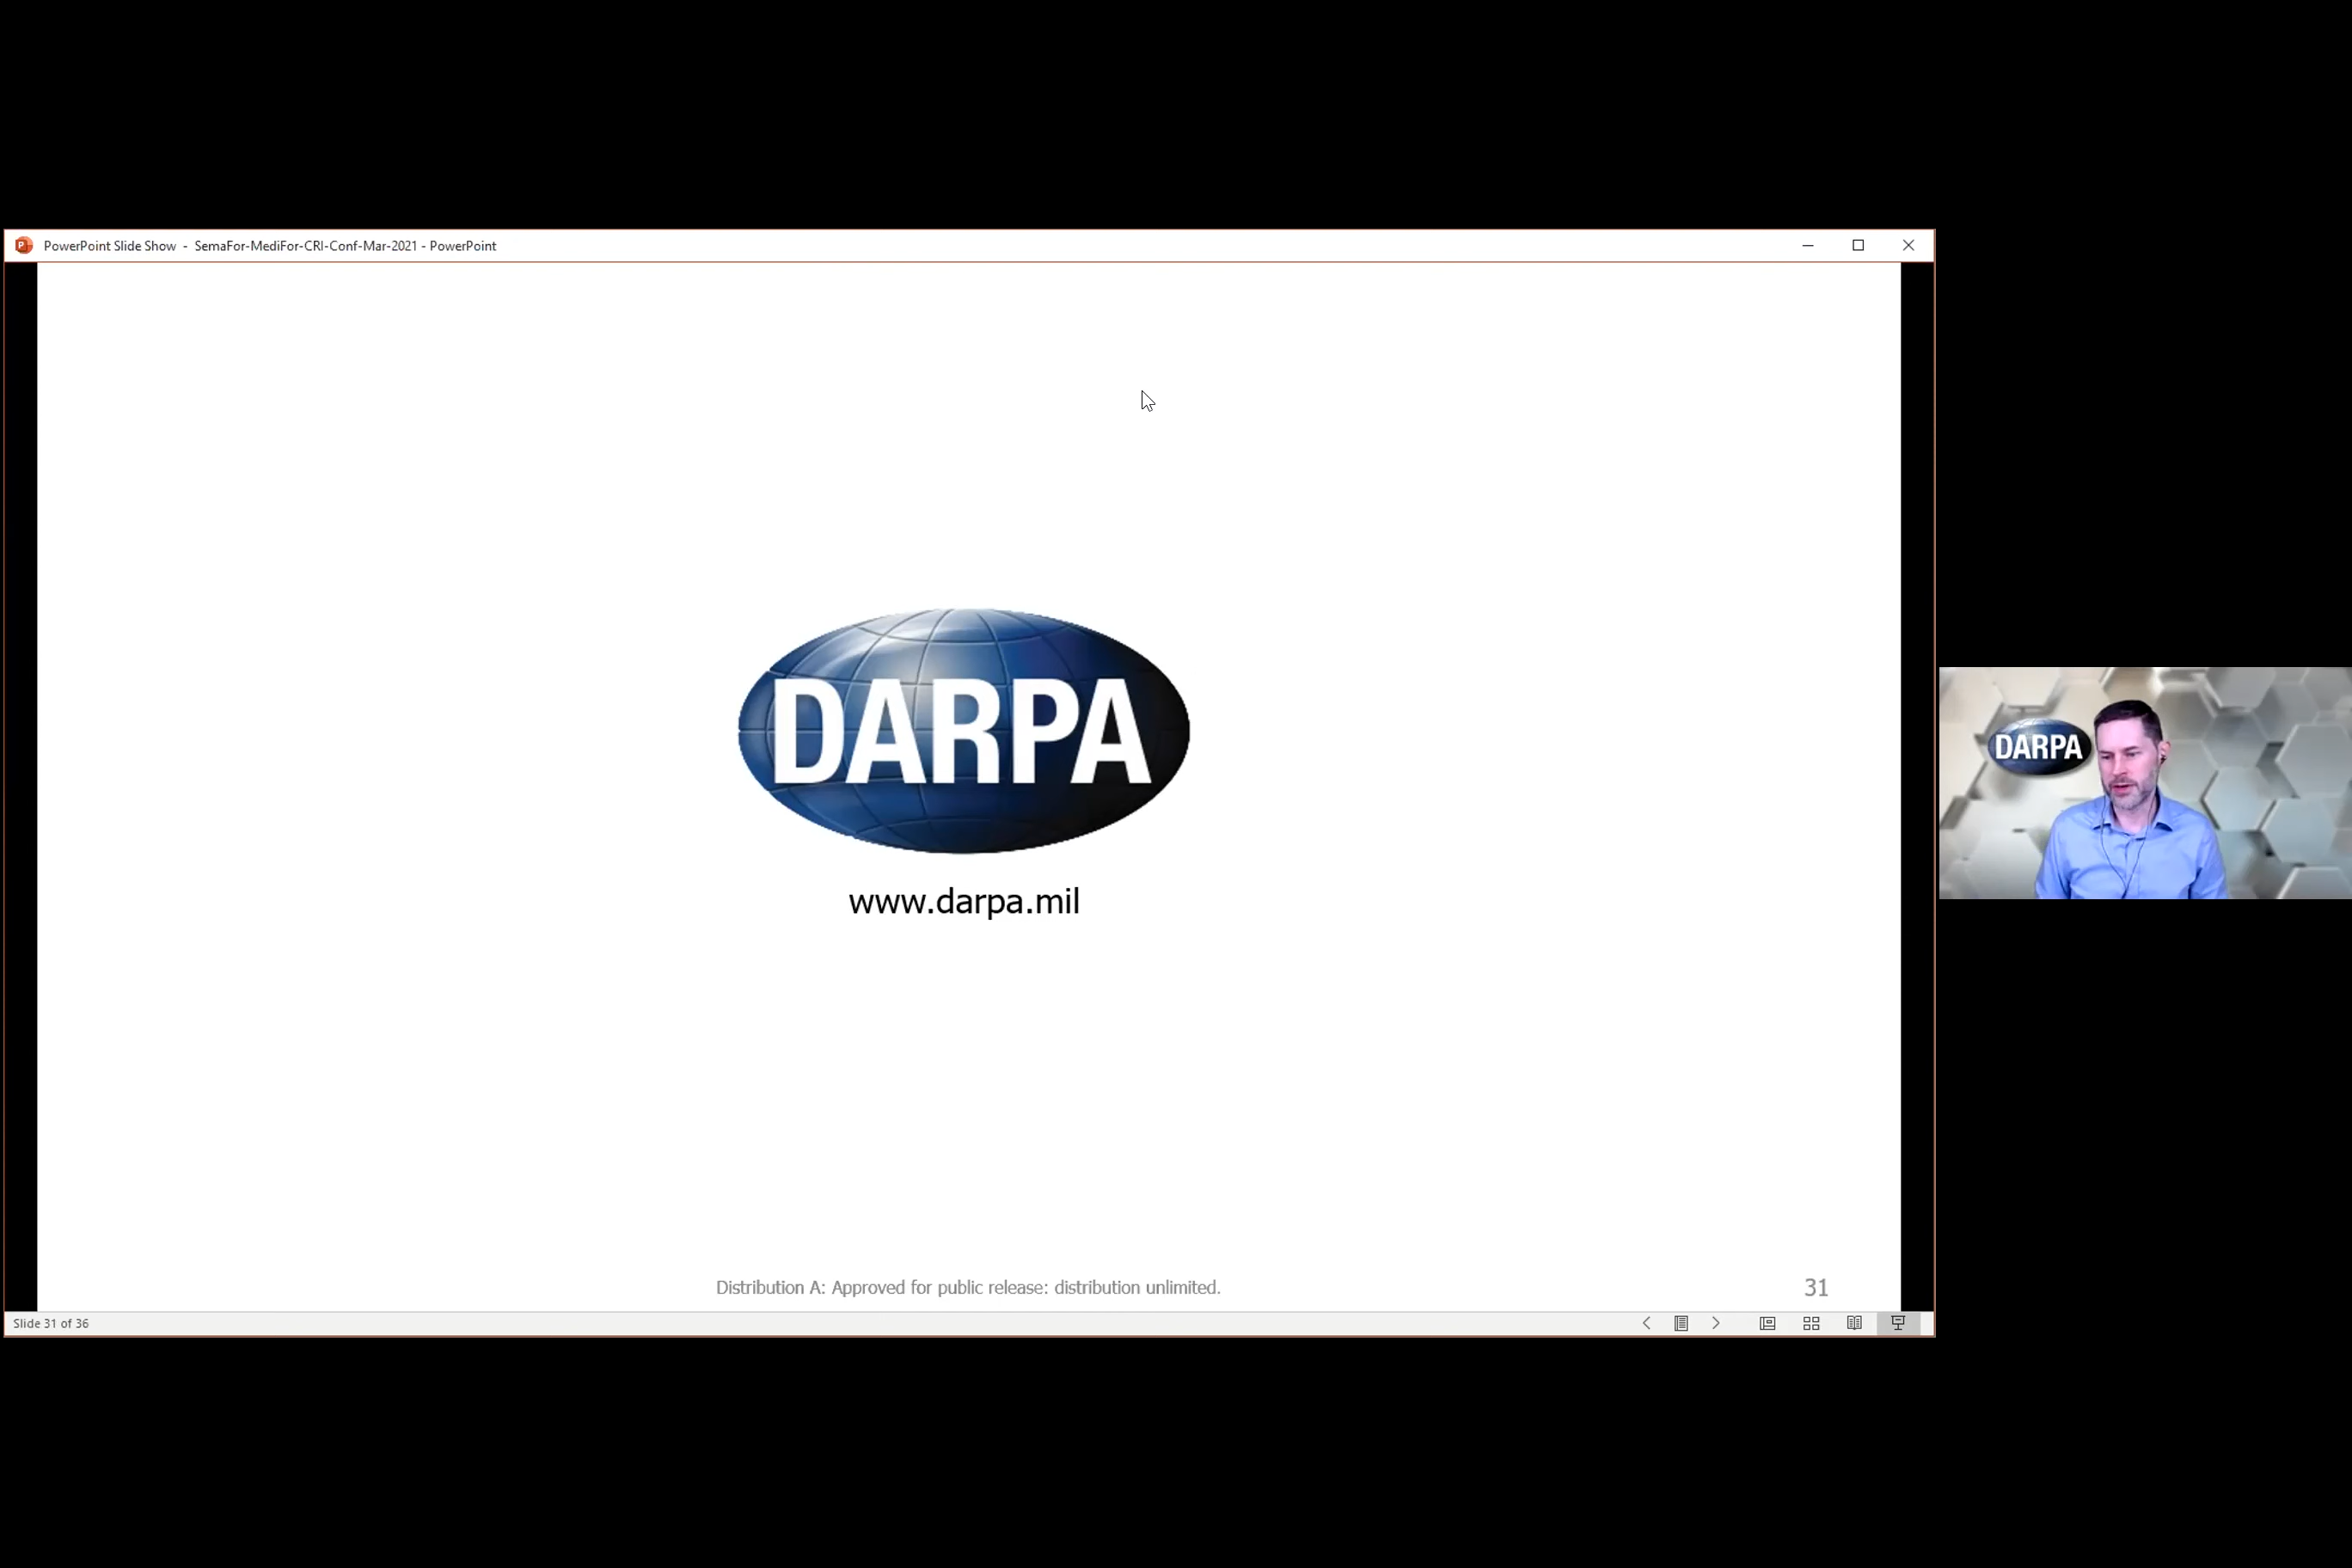 PowerPoint Slide Show - SemaFor-MediFor-CRI-Conf-Mar-2021 - PowerPoint
DARPA
www.darpa.mil
Distribution A: Approved for public release: distribution unlimited.
31
Slide 31 of 36
DARPA